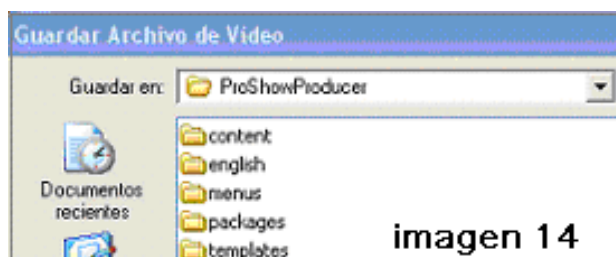 Guardar Archivo de Video
Guardar en: ProShowProducer
content
english
Documentos
recientes
menus
packages
templates
imagen 14